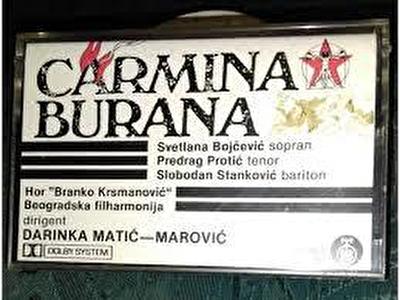 CARMINA
BURANA
Svetlana Bojčević sopran
Predrag Protić tenor
Slobodan Stanković bariton
Hor "Branko Krsmanović"
Beogradska filharmonija
dirigent
DARINKA MATIĆ—MAROVIĆ
DOLBY SYSTEM